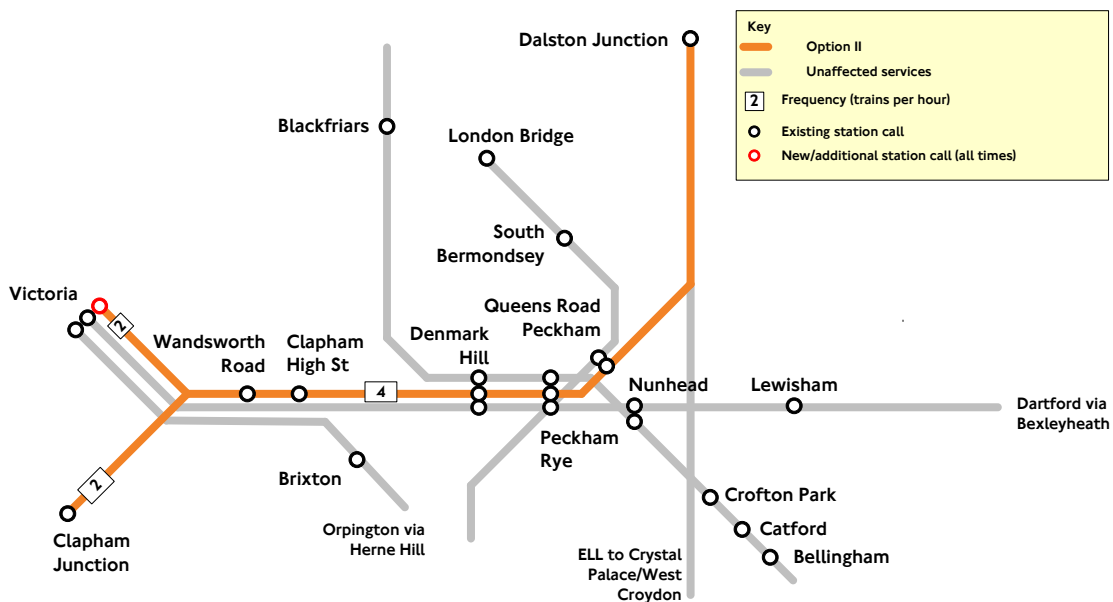 Key
Option II
Unaffected services
2
Frequency (trains per hour)
Existing station call
New/additional station call (all times)
Dalston Junction
Blackfriars
London Bridge
South
Bermondsey
Victoria
2
Queens Road
Peckham
Wandsworth
Road
Clapham
High St
Denmark
Hill
4
Nunhead
Lewisham
Dartford via
Bexleyheath
Peckham
Rye
Brixton
2
Clapham
Junction
Orpington via
Herne Hill
Crofton Park
Catford
Bellingham
ELL to Crystal
Palace/West
Croydon